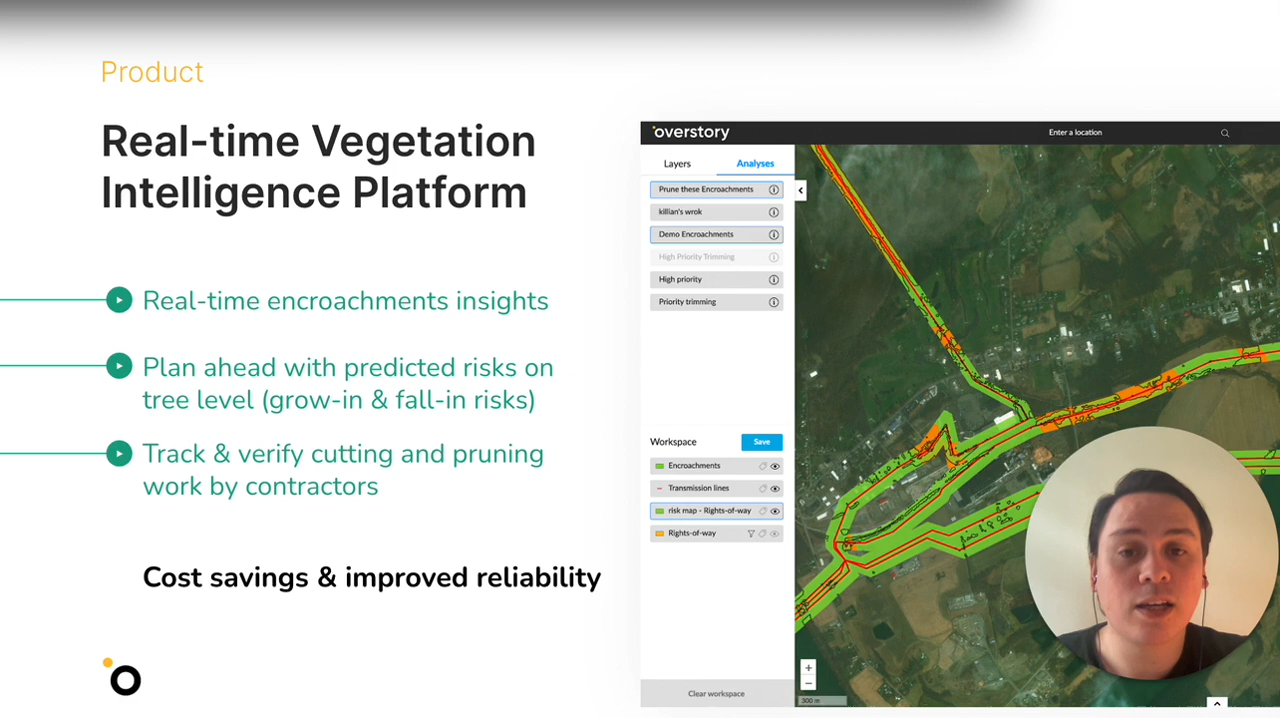 Product
Real-time Vegetation
Intelligence Platform
Real-time encroachments insights
Plan ahead with predicted risks on
tree level (grow-in & fall-in risks)
Track & verify cutting and pruning
work by contractors
Cost savings & improved reliability
overstory
Enter a location
Layers
Analyses
Prune these Encroachments
killian's wrok
Demo Encroachments
High Priority Trimming
High priority
Priority trimming
Workspace
Save
Encroachments
Transmission lines
risk map - Rights-of-way
Rights-of-way
Clear workspace
300 m